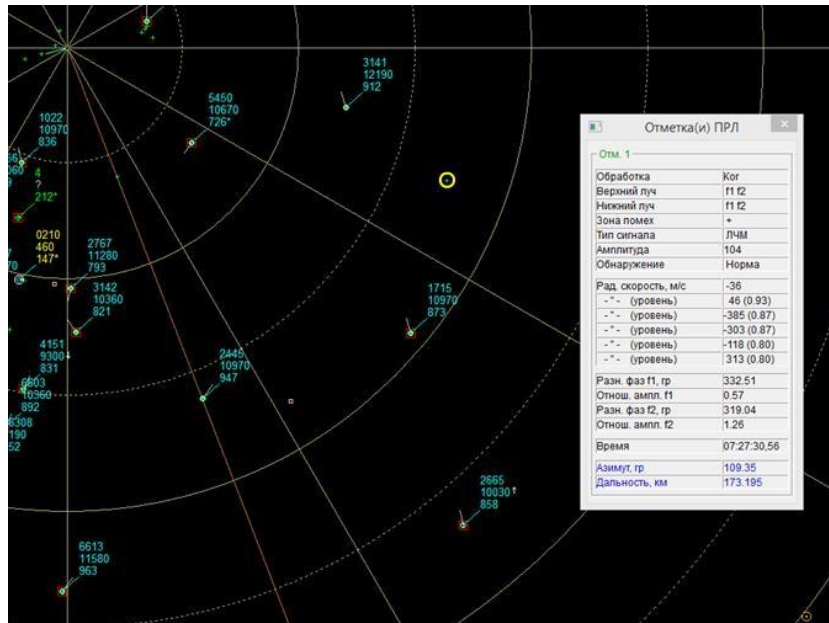 3141
12190
912
5450
10670
726*
1022
10970
836
4
?
212*
0210
460
147*
2767
11280
793
3142
10360
821
1715
10970
873
4151
9300↓
831
2445
10970
947
6803
10360
892
6308
190
52
2665
10030↑
858
6613
11580
963
Отметка(и) ПРЛ
Отм. 1
Обработка Ког
Верхний луч f1 f2
Нижний луч f1 f2
Зона помех +
Тип сигнала ЛЧМ
Амплитуда 104
Обнаружение Норма
Рад. скорость, м/с -36
- " - (уровень) 46 (0.93)
- " - (уровень) -385 (0.87)
- " - (уровень) -303 (0.87)
- " - (уровень) -118 (0.80)
- " - (уровень) 313 (0.80)
Разн. фаз f1, гр 332.51
Отнош. ампл. f1 0.57
Разн. фаз f2, гр 319.04
Отнош. ампл. f2 1.26
Время 07:27:30,56
Азимут, гр 109.35
Дальность, км 173.195